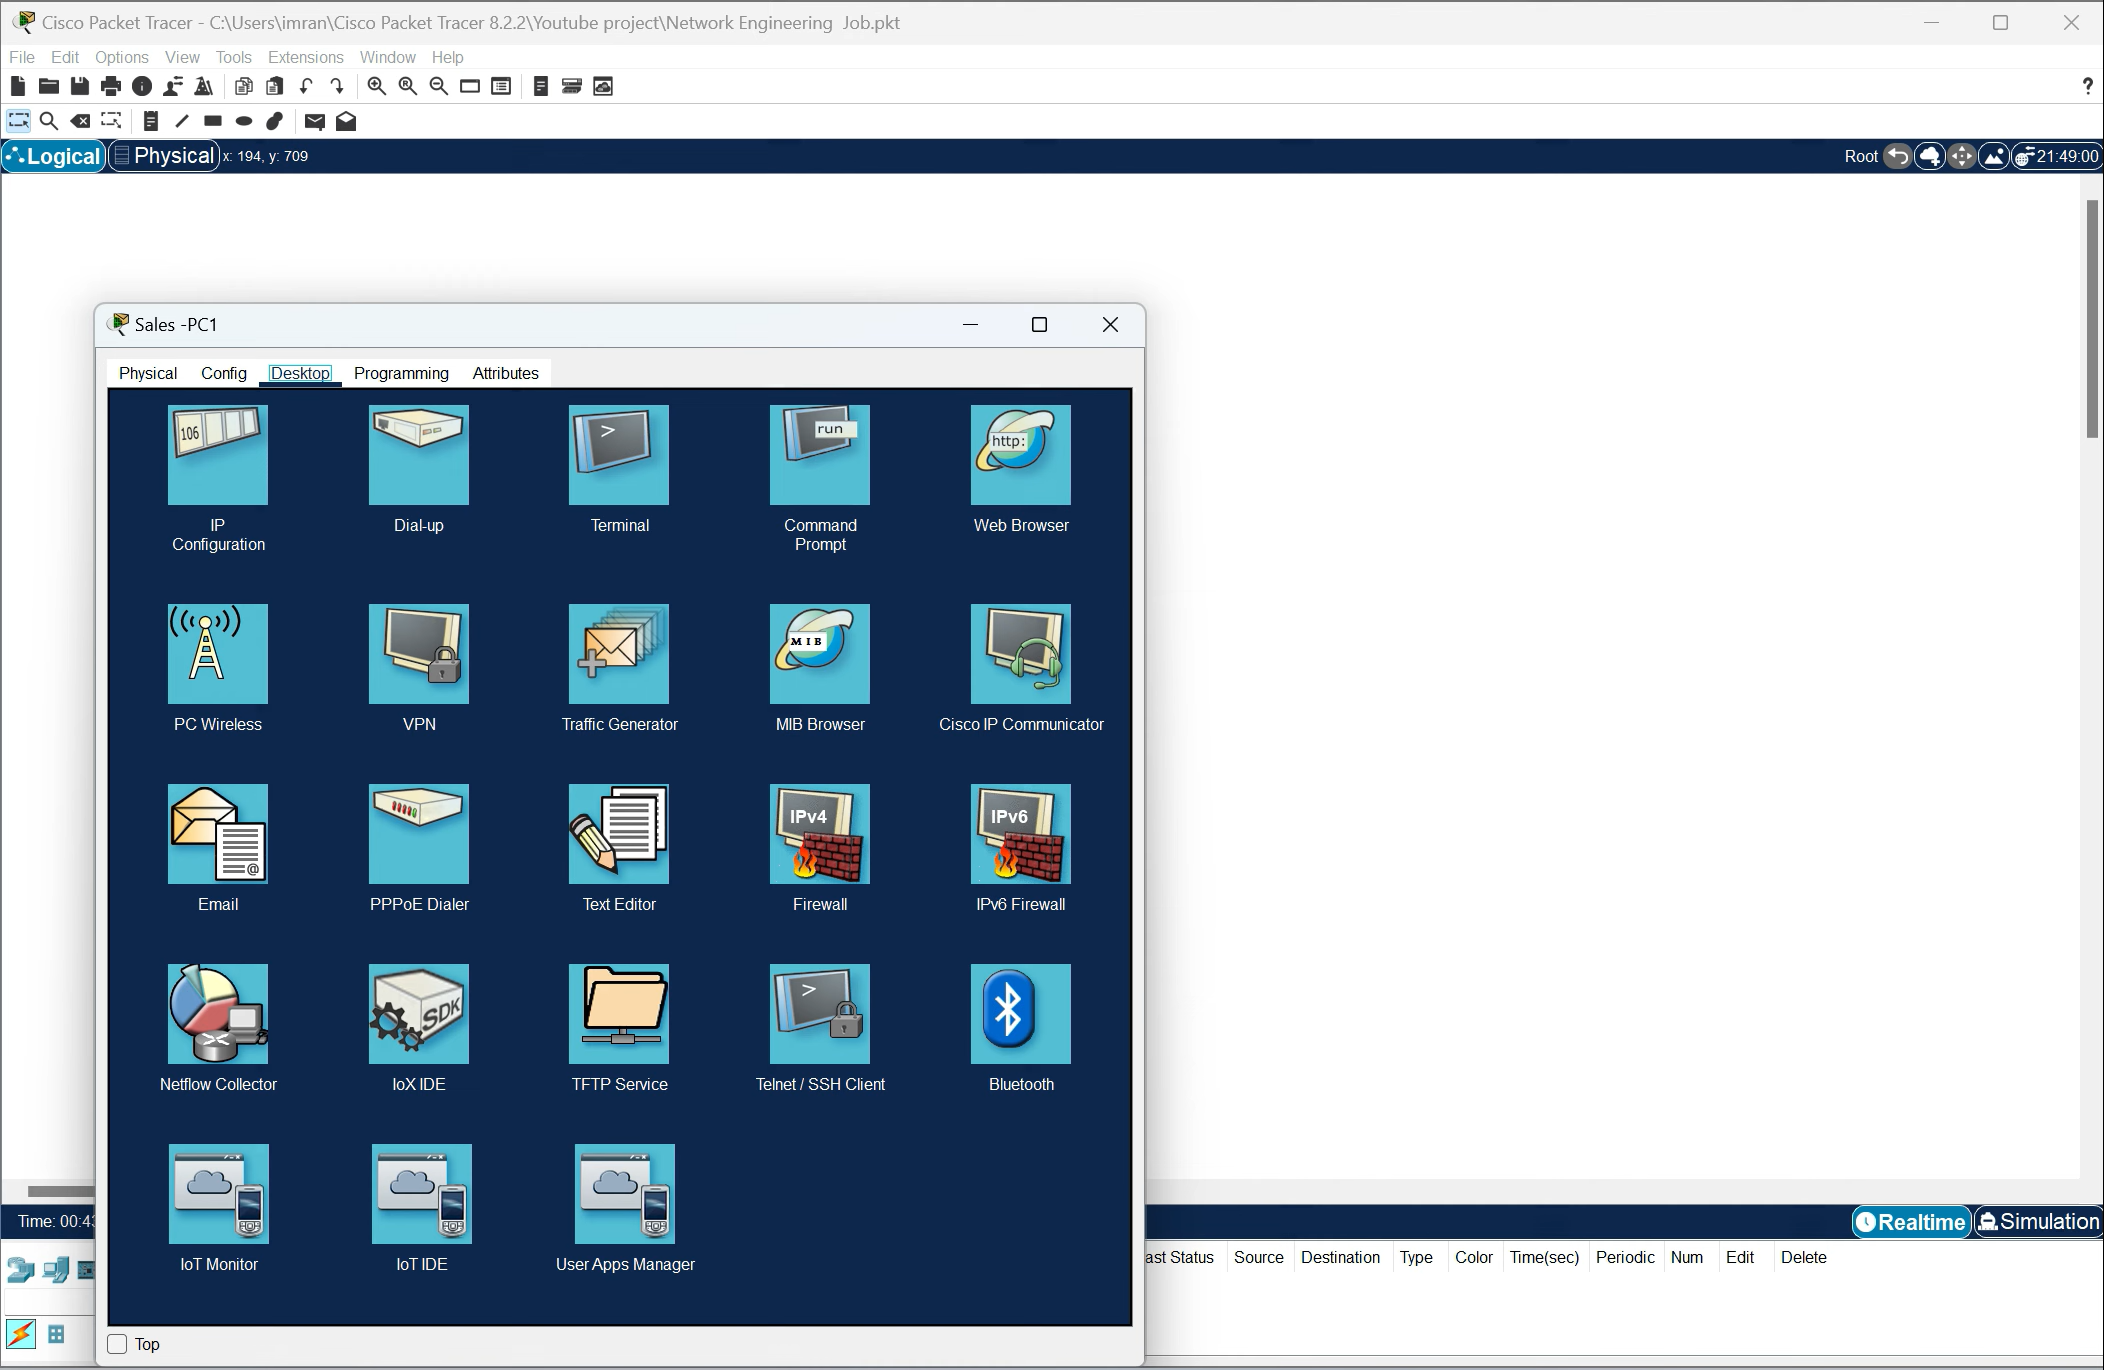 Cisco Packet Tracer - C:\Users\imran\Cisco Packet Tracer 8.2.2\Youtube project\Network Engineering  Job.pkt
File Edit Options View Tools Extensions Window Help
?
Logical Physical x: 194, y: 709 Root 21:49:00
Sales -PC1
Physical Config Desktop Programming Attributes
106 > run http:
IP Configuration
Dial-up
Terminal
Command Prompt
Web Browser
MIB
PC Wireless VPN Traffic Generator MIB Browser Cisco IP Communicator
@ IPv4 IPv6
Email PPPoE Dialer Text Editor Firewall IPv6 Firewall
SDK >
Netflow Collector IoX IDE TFTP Service Telnet / SSH Client Bluetooth
IoT Monitor IoT IDE User Apps Manager
Time: 00:43 Realtime Simulation
ast Status Source Destination Type Color Time(sec) Periodic Num Edit Delete
Top